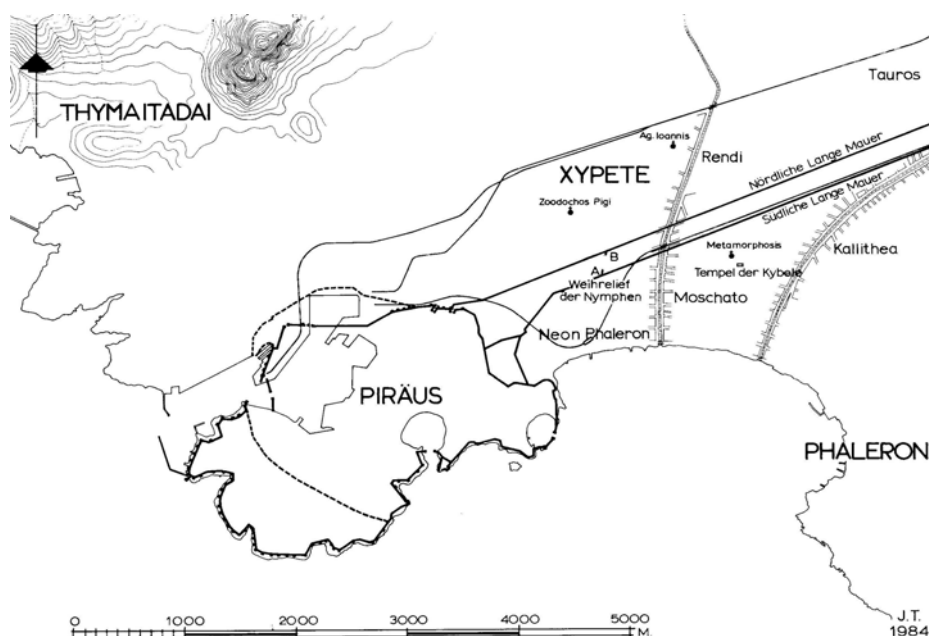 Tauros
THYMAITADAI
Ag. Ioannis
Rendi
Nördliche Lange Mauer
XYPETE
Südliche Lange Mauer
Zoodochos Pigi
Metamorphosis
Kallithea
B
A
Tempel der Kybele
Weihrelief
der Nymphen
Moschato
Neon Phaleron
PIRÄUS
PHALERON
0 1000 2000 3000 4000 5000
M.
J.T.
1984